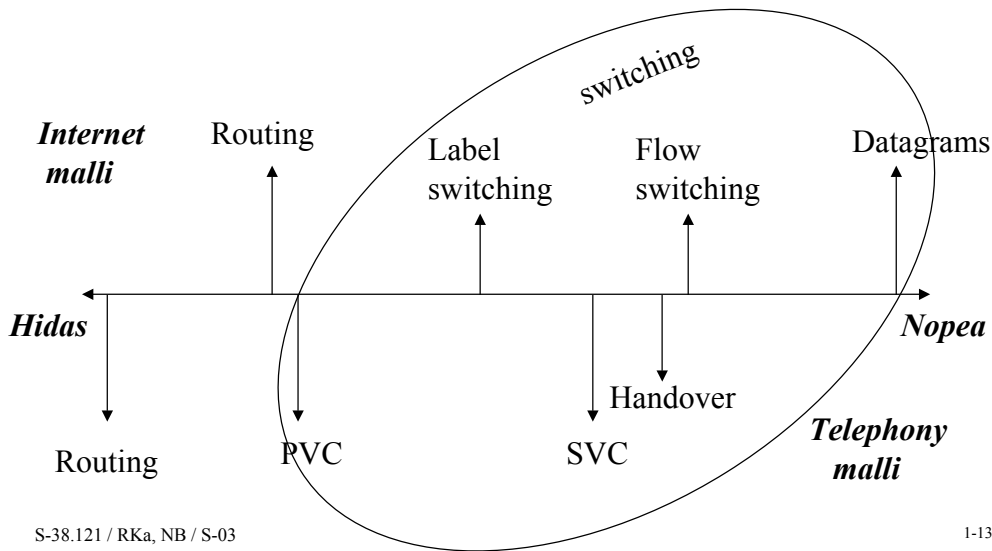 switching
Internet
malli
Routing
Label
switching
Flow
switching
Datagrams
Hidas
Nopea
Handover
Routing
PVC
SVC
Telephony
malli
S-38.121 / RKa, NB / S-03
1-13